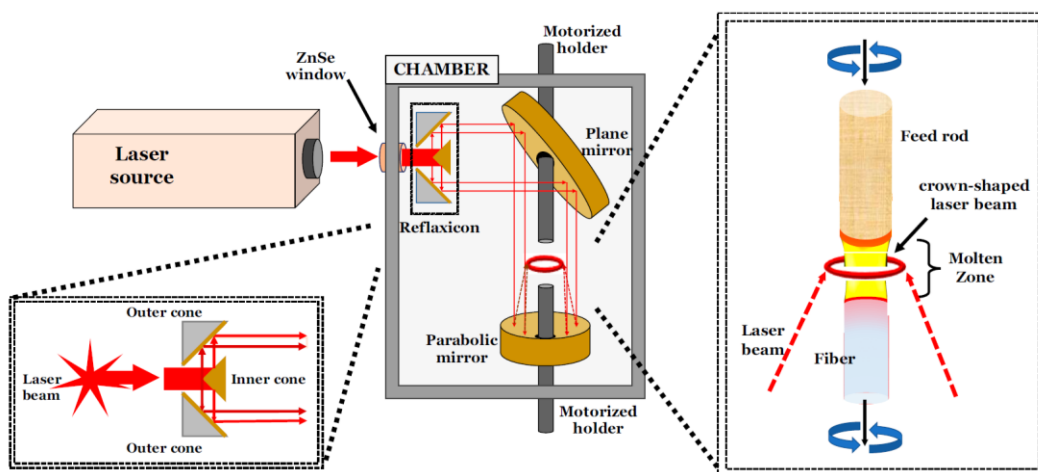 Motorized
holder
ZnSe
window
CHAMBER
Laser
source
Plane
mirror
Reflaxicon
Parabolic
mirror
Motorized
holder
Outer cone
Laser
beam
Inner cone
Outer cone
Feed rod
crown-shaped
laser beam
Molten
Zone
Laser
beam
Fiber